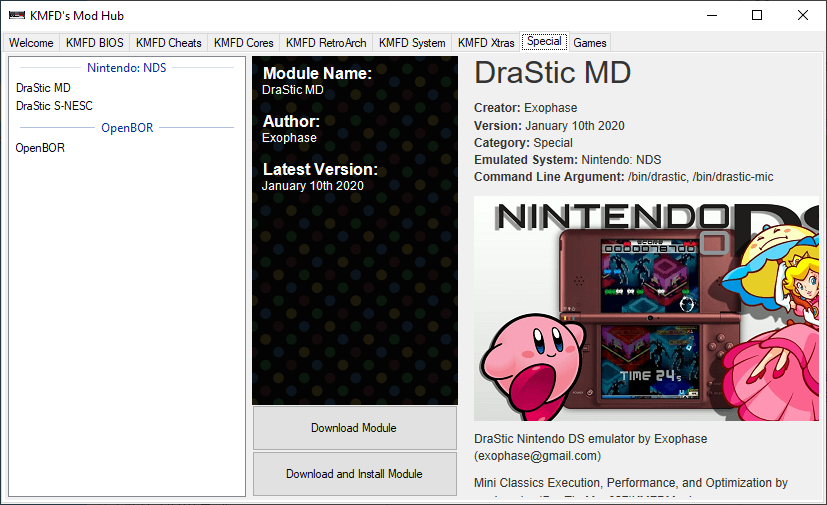 KMFD's Mod Hub
Welcome
KMFD BIOS
KMFD Cheats
KMFD Cores
KMFD RetroArch
KMFD System
KMFD Xtras
Special
Games
Nintendo: NDS
DraStic MD
DraStic S-NESC
OpenBOR
OpenBOR
Module Name:
DraStic MD
Author:
Exophase
Latest Version:
January 10th 2020
Download Module
Download and Install Module
DraStic MD
Creator: Exophase
Version: January 10th 2020
Category: Special
Emulated System: Nintendo: NDS
Command Line Argument: /bin/drastic, /bin/drastic-mic
NINTENDO DS
SCORE
0000078700
TIME 24s
DraStic Nintendo DS emulator by Exophase
(exophase@gmail.com)
Mini Classics Execution, Performance, and Optimization by